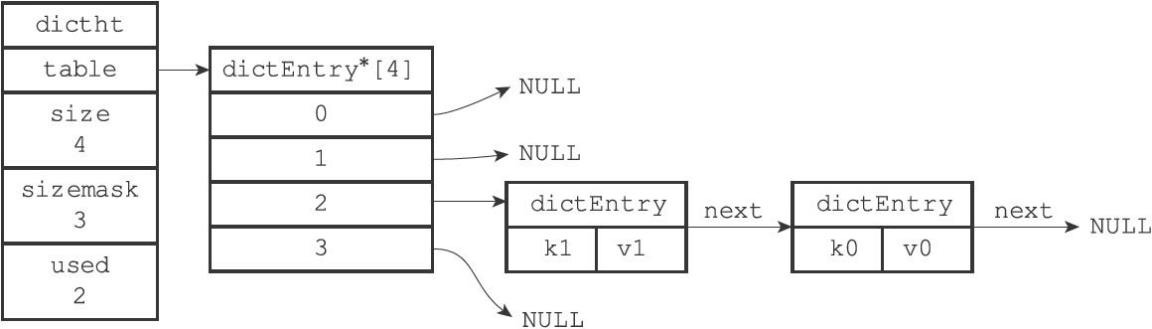 dictht
table
size
4
sizemask
3
used
2
dictEntry*[4]
0
1
2
3
NULL
NULL
dictEntry
k1 v1
next
dictEntry
k0 v0
next
NULL
NULL